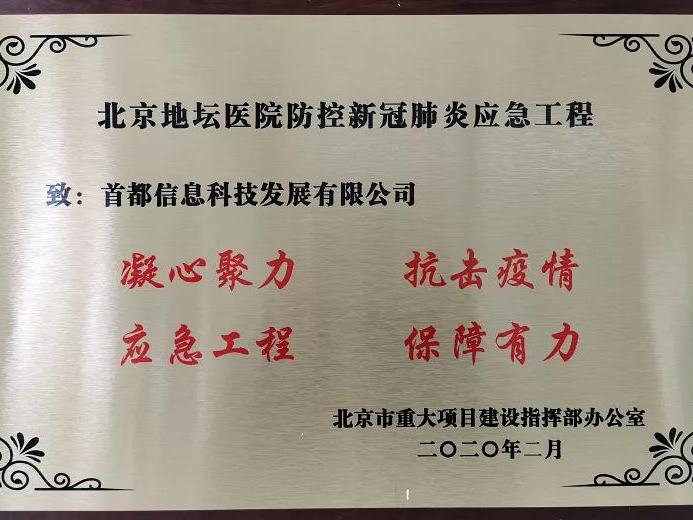 北京地坛医院防控新冠肺炎应急工程
致：首都信息科技发展有限公司
凝心聚力 抗击疫情
应急工程 保障有力
北京市重大项目建设指挥部办公室
二〇二〇年二月